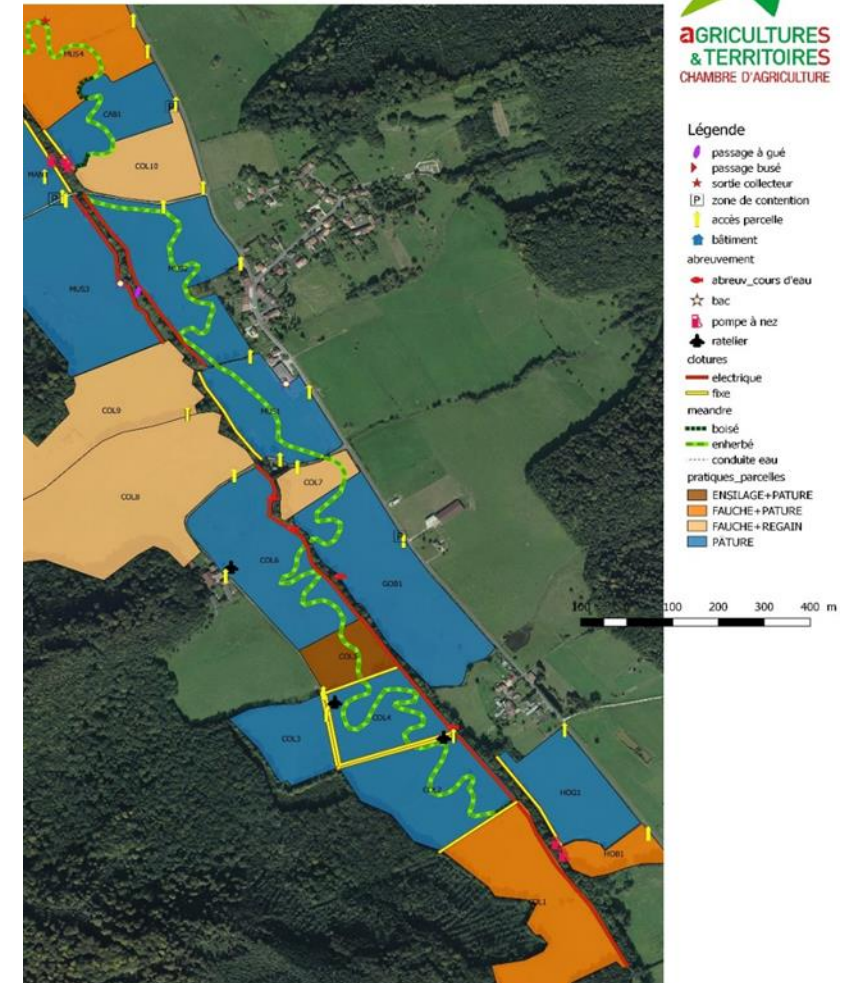 aGRICULTURES
& TERRITOIRES
CHAMBRE D'AGRICULTURE
Légende
passage à gué
passage busé
sortie collecteur
P zone de contention
accès parcelle
bâtiment
abreuvement
abreuv_cours d'eau
bac
pompe à nez
ratelier
clotures
electrique
fixe
meandre
boisé
enherbé
conduite eau
pratiques_parcelles
ENSILAGE+PATURE
FAUCHE+PATURE
FAUCHE+REGAIN
PATURE
100 100 200 300 400 m
MUS4
CAB1
P
COL10
P
MUS3
COL9
MUS1
COL8
COL7
P
COL6
GOB1
COL4
COL3
HOG1
HOB1